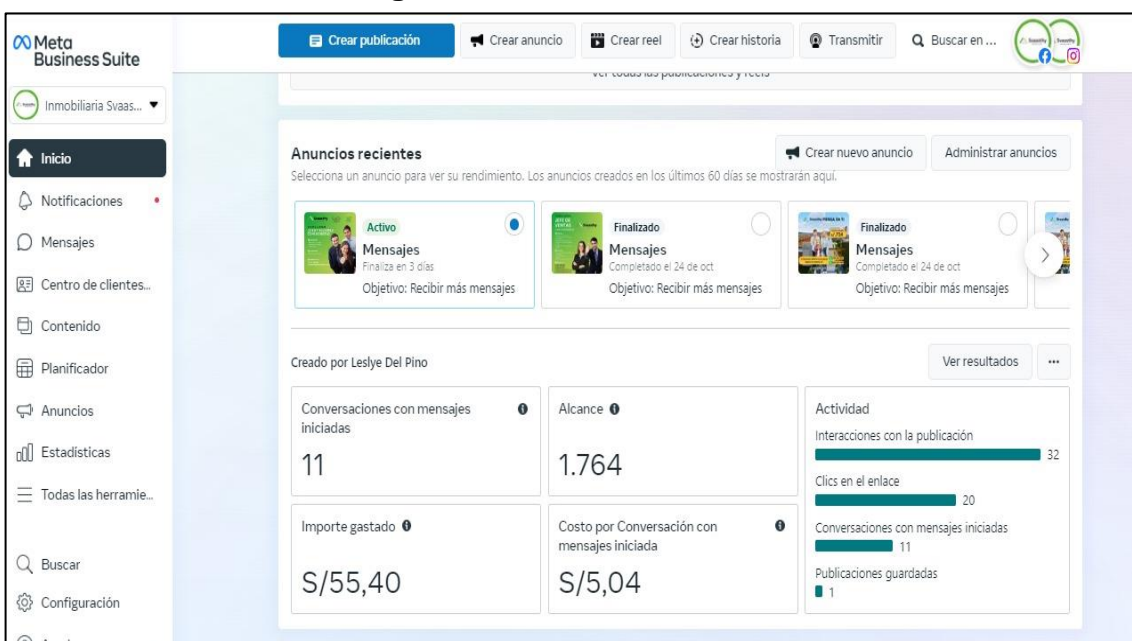 Meta
Business Suite
Crear publicación
Crear anuncio
Crear reel
Crear historia
Transmitir
Buscar en ...
Inmobiliaria Svaas...
Inicio
Notificaciones
Mensajes
Centro de clientes...
Contenido
Planificador
Anuncios
Estadísticas
Todas las herramie...
Buscar
Configuración
Ver todas las publicaciones y reels
Anuncios recientes
Crear nuevo anuncio
Administrar anuncios
Selecciona un anuncio para ver su rendimiento. Los anuncios creados en los últimos 60 días se mostrarán aquí.
Activo
Mensajes
Finaliza en 3 días
Objetivo: Recibir más mensajes
Finalizado
Mensajes
Completado el 24 de oct
Objetivo: Recibir más mensajes
Finalizado
Mensajes
Completado el 24 de oct
Objetivo: Recibir más mensajes
Creado por Leslye Del Pino
Ver resultados
Conversaciones con mensajes
iniciadas
11
Alcance
1.764
Importe gastado
S/55,40
Costo por Conversación con
mensajes iniciada
S/5,04
Actividad
Interacciones con la publicación
32
Clics en el enlace
20
Conversaciones con mensajes iniciadas
11
Publicaciones guardadas
1